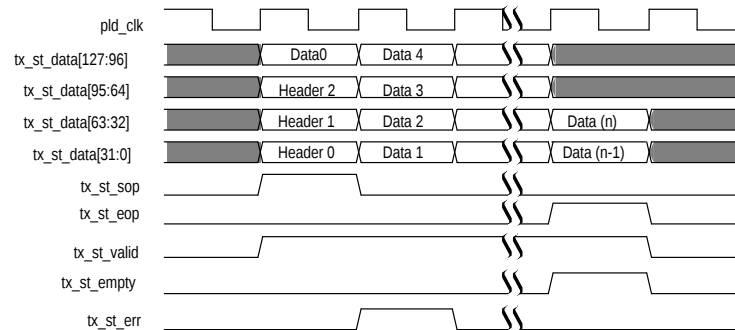 pld_clk
tx_st_data[127:96] Data0 Data 4
tx_st_data[95:64] Header 2 Data 3
tx_st_data[63:32] Header 1 Data 2 Data (n)
tx_st_data[31:0] Header 0 Data 1 Data (n-1)
tx_st_sop
tx_st_eop
tx_st_valid
tx_st_empty
tx_st_err